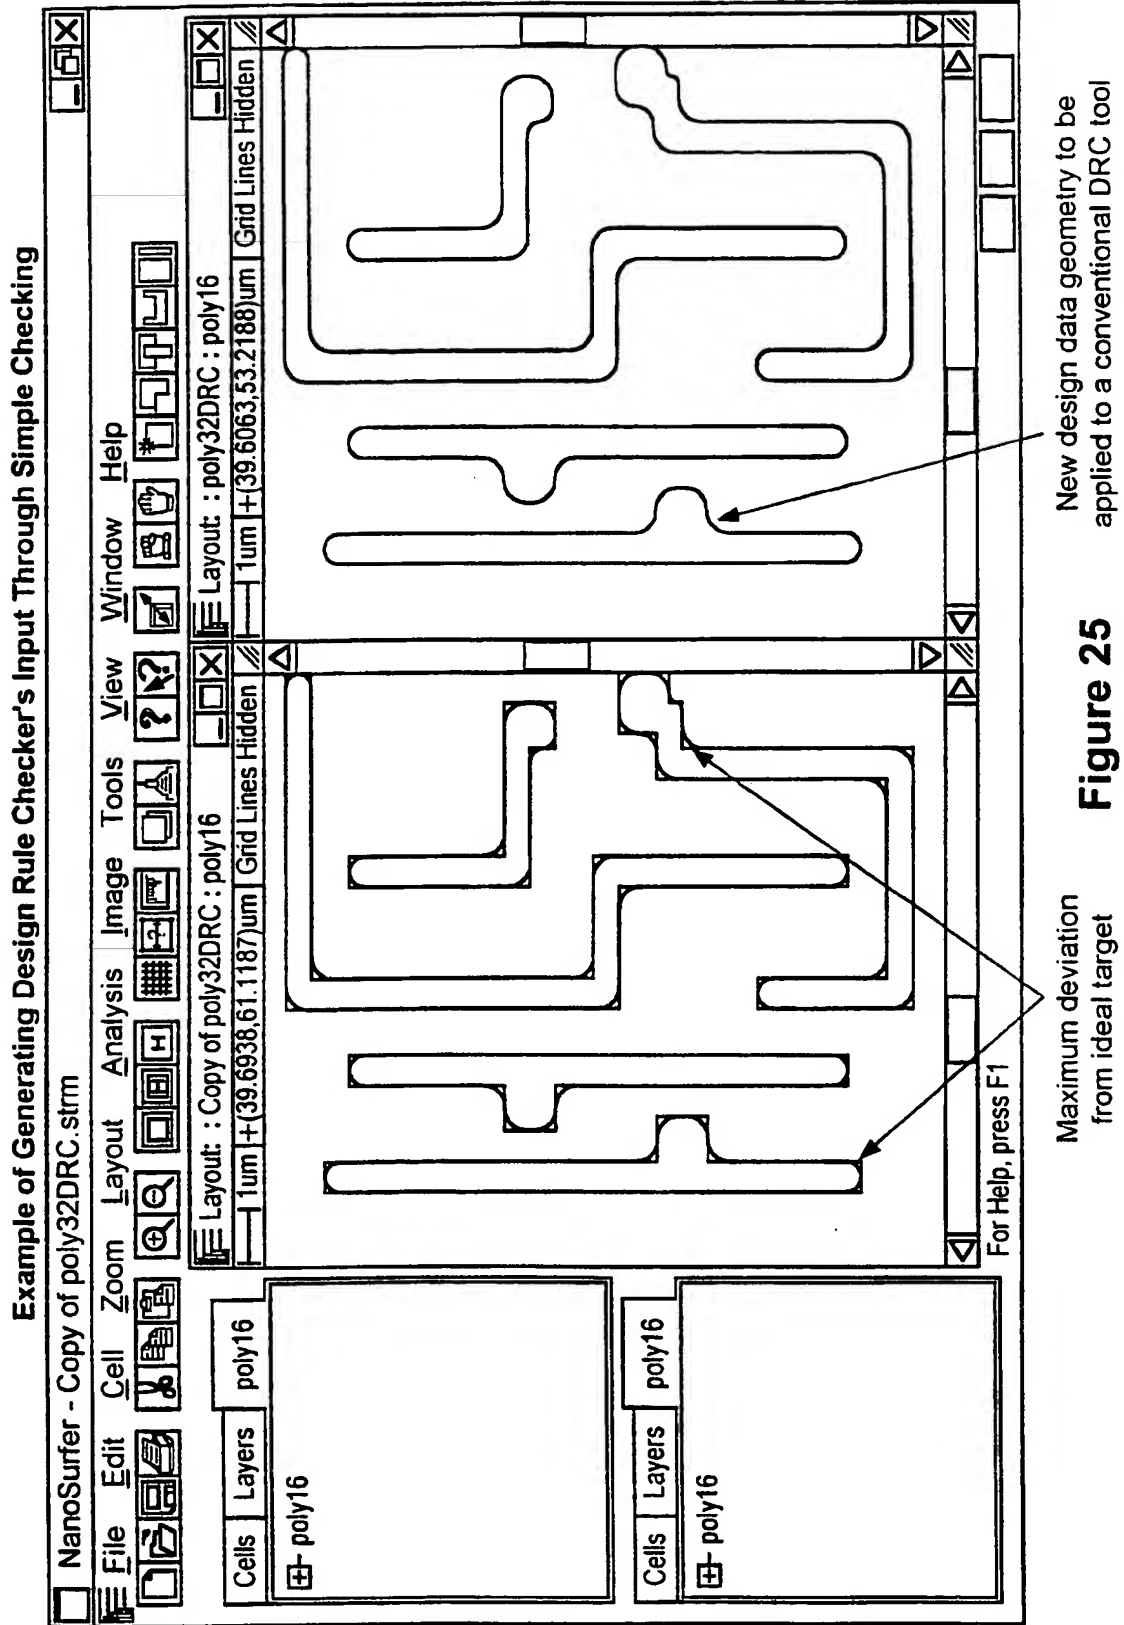 Example of Generating Design Rule Checker's Input Through Simple Checking
NanoSurfer - Copy of poly32DRC.strm
File Edit Cell Zoom Layout Analysis Image Tools View Window Help
Cells Layers poly16
poly16
Cells Layers poly16
poly16
Layout: : Copy of poly32DRC : poly16
1um +(39.6938,61.1187)um Grid Lines Hidden
Layout: : poly32DRC : poly16
1um +(39.6063,53.2188)um Grid Lines Hidden
For Help, press F1
Maximum deviation
from ideal target
New design data geometry to be
applied to a conventional DRC tool
Figure 25